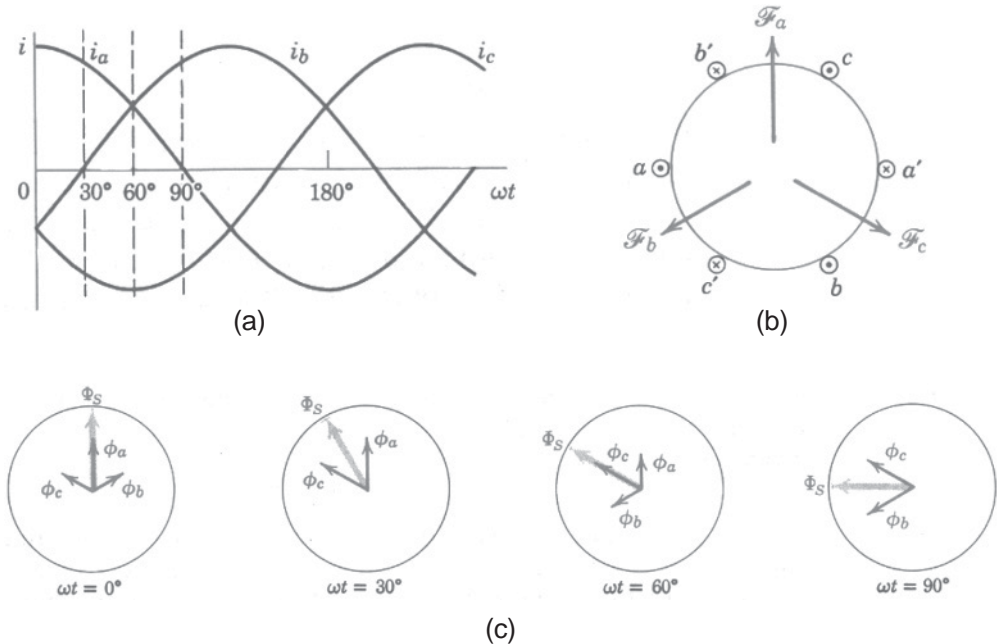 i
i_a
i_b
i_c
0
30°
60°
90°
180°
ωt
(a)
ℱ_a
b′
c
a
a′
ℱ_b
ℱ_c
c′
b
(b)
Φ_S
ϕ_a
ϕ_c
ϕ_b
ωt = 0°
Φ_S
ϕ_a
ϕ_c
ωt = 30°
Φ_S
ϕ_c
ϕ_a
ϕ_b
ωt = 60°
ϕ_c
Φ_S
ϕ_b
ωt = 90°
(c)